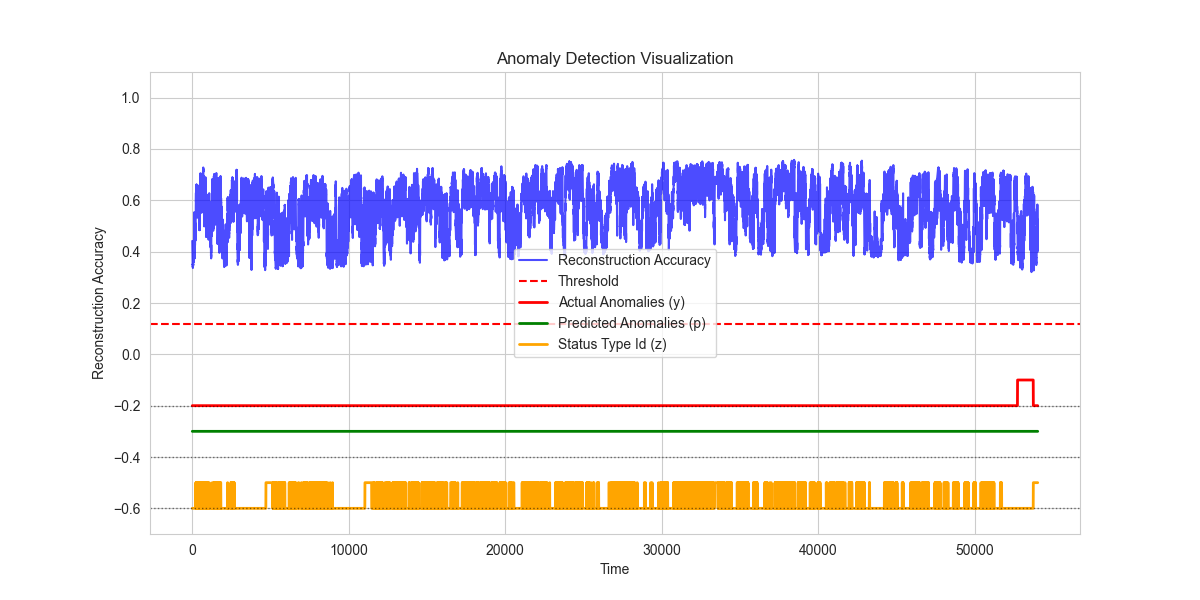 Anomaly Detection Visualization
Reconstruction Accuracy
1.0
0.8
0.6
0.4
0.2
0.0
−0.2
−0.4
−0.6
Reconstruction Accuracy
Threshold
Actual Anomalies (y)
Predicted Anomalies (p)
Status Type Id (z)
0
10000
20000
30000
40000
50000
Time